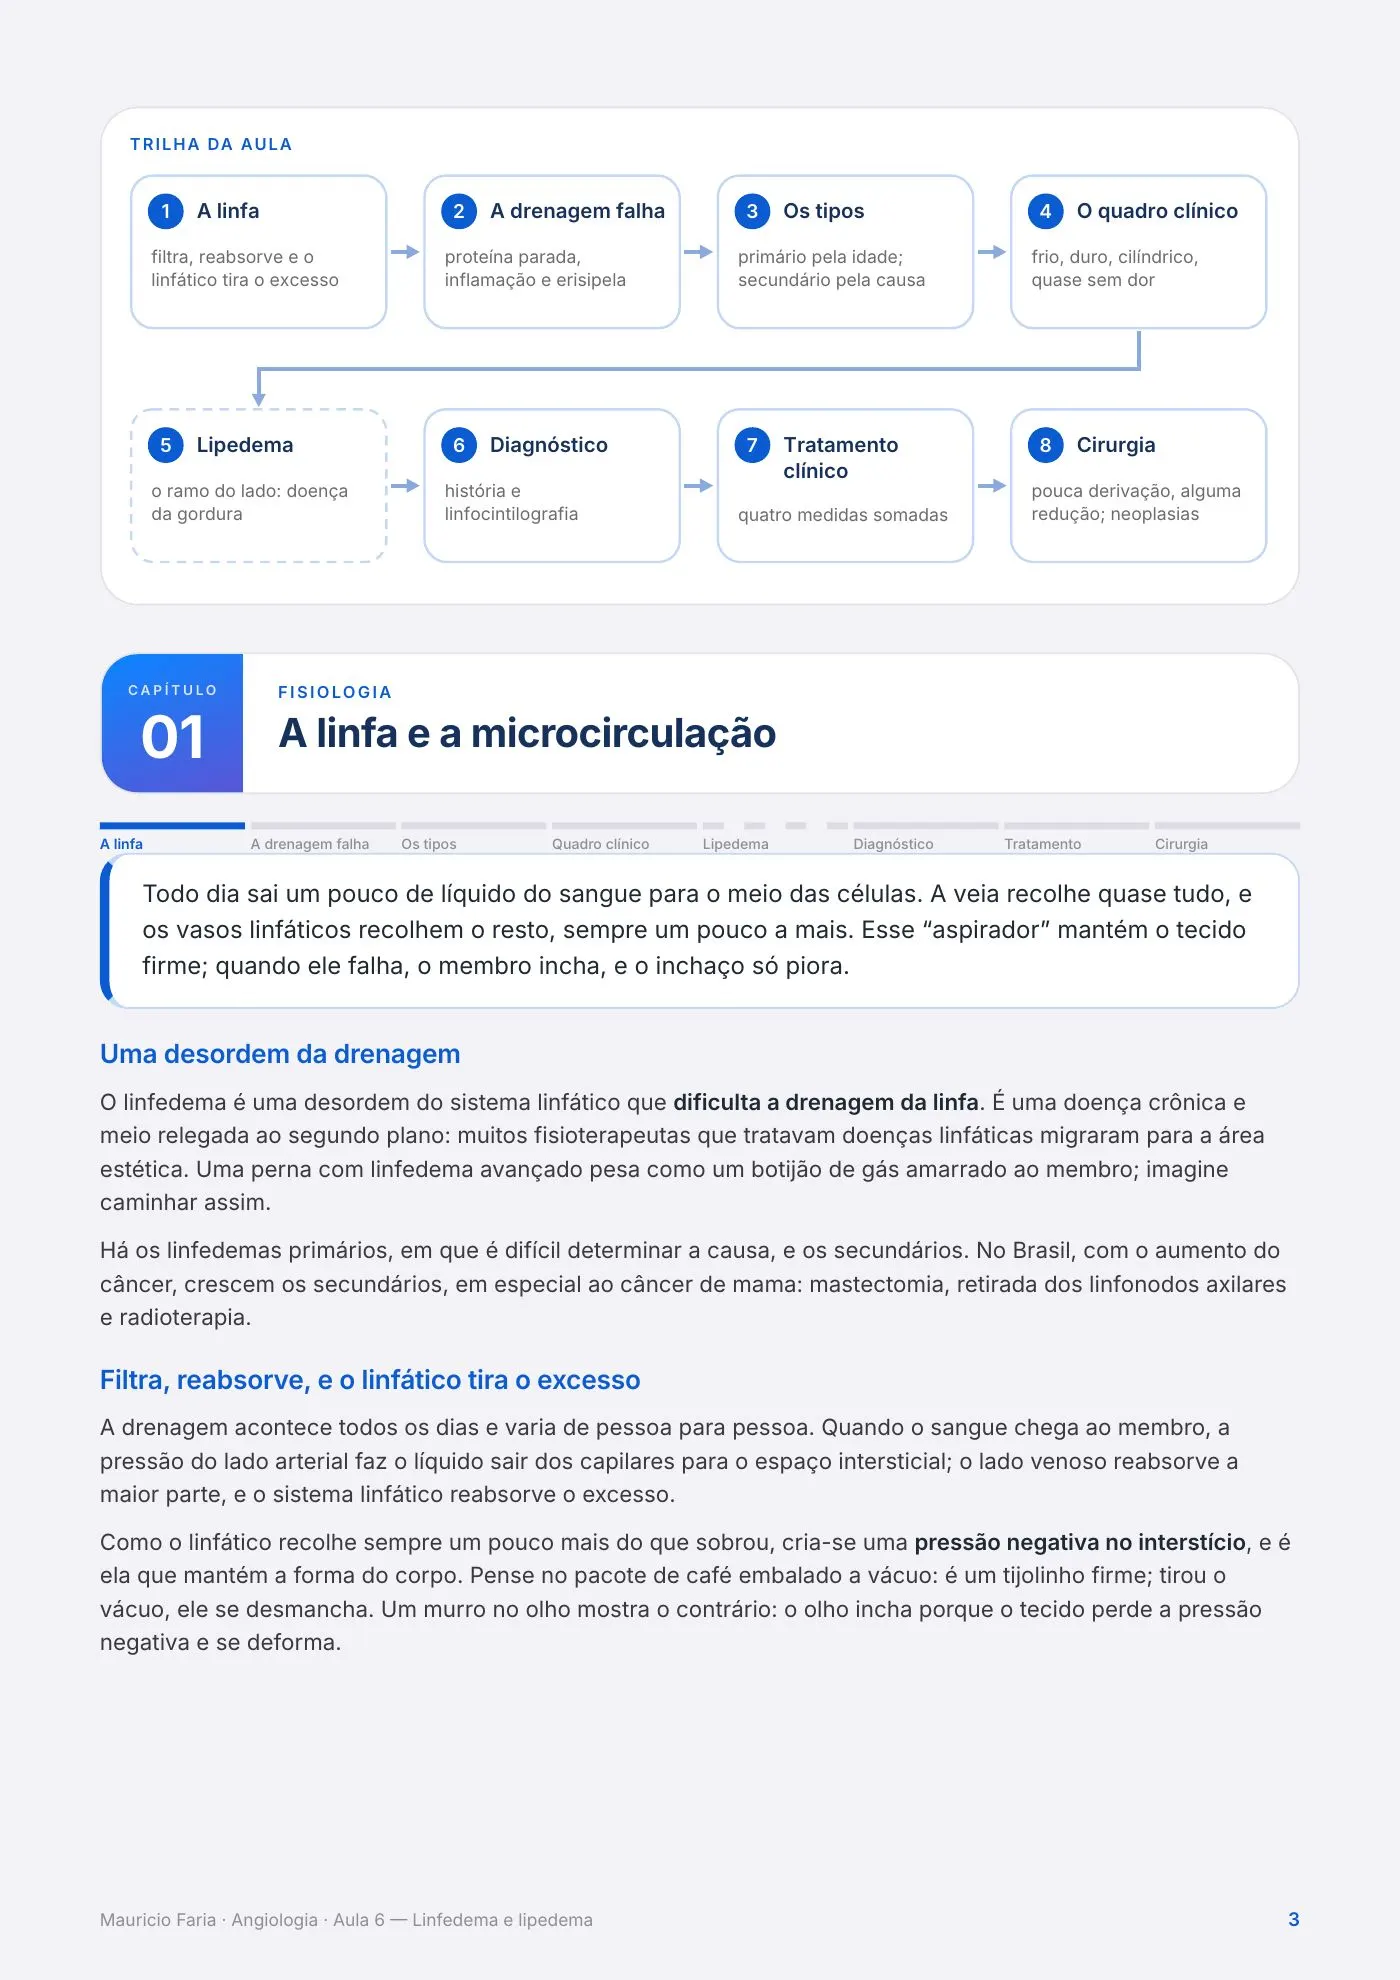 TRILHA DA AULA
1 A linfa
filtra, reabsorve e o
linfático tira o excesso
2 A drenagem falha
proteína parada,
inflamação e erisipela
3 Os tipos
primário pela idade;
secundário pela causa
4 O quadro clínico
frio, duro, cilíndrico,
quase sem dor
5 Lipedema
o ramo do lado: doença
da gordura
6 Diagnóstico
história e
linfocintilografia
7 Tratamento
clínico
quatro medidas somadas
8 Cirurgia
pouca derivação, alguma
redução; neoplasias
CAPÍTULO
01
FISIOLOGIA
A linfa e a microcirculação
A linfa A drenagem falha Os tipos Quadro clínico Lipedema Diagnóstico Tratamento Cirurgia
Todo dia sai um pouco de líquido do sangue para o meio das células. A veia recolhe quase tudo, e
os vasos linfáticos recolhem o resto, sempre um pouco a mais. Esse “aspirador” mantém o tecido
firme; quando ele falha, o membro incha, e o inchaço só piora.
Uma desordem da drenagem
O linfedema é uma desordem do sistema linfático que dificulta a drenagem da linfa. É uma doença crônica e
meio relegada ao segundo plano: muitos fisioterapeutas que tratavam doenças linfáticas migraram para a área
estética. Uma perna com linfedema avançado pesa como um botijão de gás amarrado ao membro; imagine
caminhar assim.
Há os linfedemas primários, em que é difícil determinar a causa, e os secundários. No Brasil, com o aumento do
câncer, crescem os secundários, em especial ao câncer de mama: mastectomia, retirada dos linfonodos axilares
e radioterapia.
Filtra, reabsorve, e o linfático tira o excesso
A drenagem acontece todos os dias e varia de pessoa para pessoa. Quando o sangue chega ao membro, a
pressão do lado arterial faz o líquido sair dos capilares para o espaço intersticial; o lado venoso reabsorve a
maior parte, e o sistema linfático reabsorve o excesso.
Como o linfático recolhe sempre um pouco mais do que sobrou, cria-se uma pressão negativa no interstício, e é
ela que mantém a forma do corpo. Pense no pacote de café embalado a vácuo: é um tijolinho firme; tirou o
vácuo, ele se desmancha. Um murro no olho mostra o contrário: o olho incha porque o tecido perde a pressão
negativa e se deforma.
Mauricio Faria · Angiologia · Aula 6 — Linfedema e lipedema 3